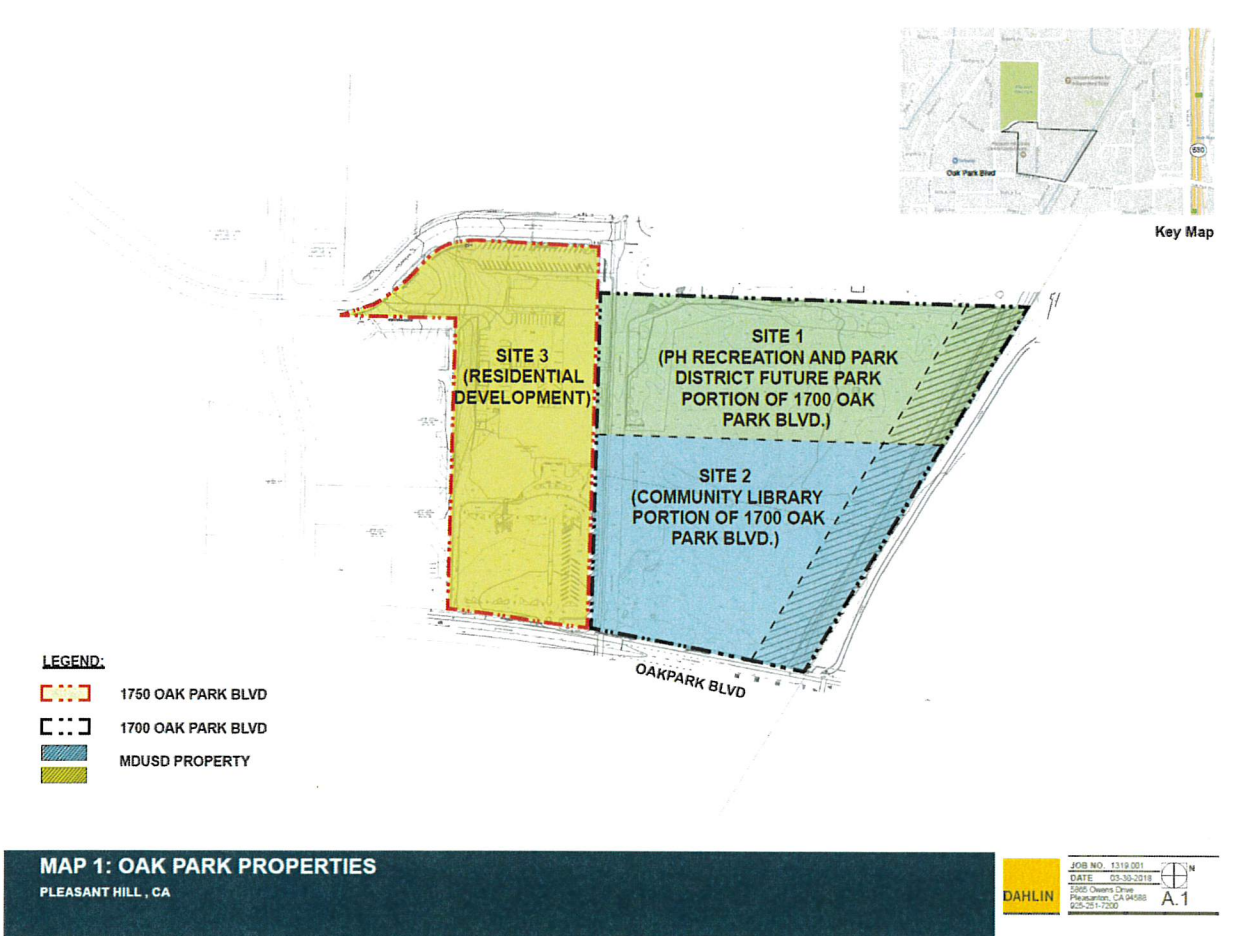 680
Oak Park Blvd
Key Map
SITE 3
(RESIDENTIAL
DEVELOPMENT)
SITE 1
(PH RECREATION AND PARK
DISTRICT FUTURE PARK
PORTION OF 1700 OAK
PARK BLVD.)
SITE 2
(COMMUNITY LIBRARY
PORTION OF 1700 OAK
PARK BLVD.)
OAKPARK BLVD
LEGEND:
1750 OAK PARK BLVD
1700 OAK PARK BLVD
MDUSD PROPERTY
MAP 1: OAK PARK PROPERTIES
PLEASANT HILL , CA
DAHLIN
JOB NO. 1319.001
DATE 03-30-2018
5865 Owens Drive
Pleasanton, CA 94588
925-251-7200
N
A.1